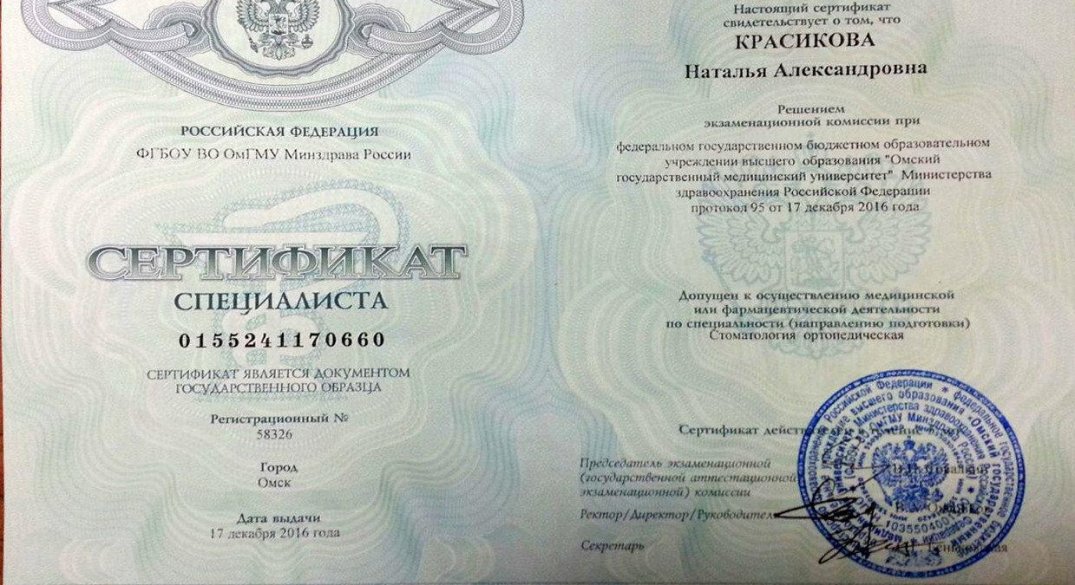 РОССИЙСКАЯ ФЕДЕРАЦИЯ
ФГБОУ ВО ОмГМУ Минздрава России
СЕРТИФИКАТ
СПЕЦИАЛИСТА
0155241170660
СЕРТИФИКАТ ЯВЛЯЕТСЯ ДОКУМЕНТОМ
ГОСУДАРСТВЕННОГО ОБРАЗЦА
Регистрационный №
58326
Город
Омск
Дата выдачи
17 декабря 2016 года
Настоящий сертификат
свидетельствует о том, что
КРАСИКОВА
Наталья Александровна
Решением
экзаменационной комиссии при
федеральном государственном бюджетном образовательном
учреждении высшего образования "Омский
государственный медицинский университет" Министерства
здравоохранения Российской Федерации
протокол 95 от 17 декабря 2016 года
Допущен к осуществлению медицинской
или фармацевтической деятельности
по специальности (направлению подготовки)
Стоматология ортопедическая
Сертификат
Председатель экзаменационной
(государственной аттестационной
экзаменационной) комиссии
Ректор/Директор/Руководитель
Секретарь